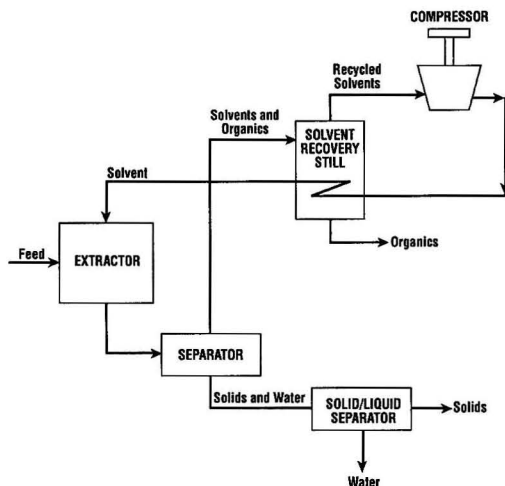 COMPRESSOR
Recycled
Solvents
Solvents and
Organics
SOLVENT
RECOVERY
STILL
Solvent
Organics
Feed
EXTRACTOR
SEPARATOR
Solids and Water
SOLID/LIQUID
SEPARATOR
Solids
Water